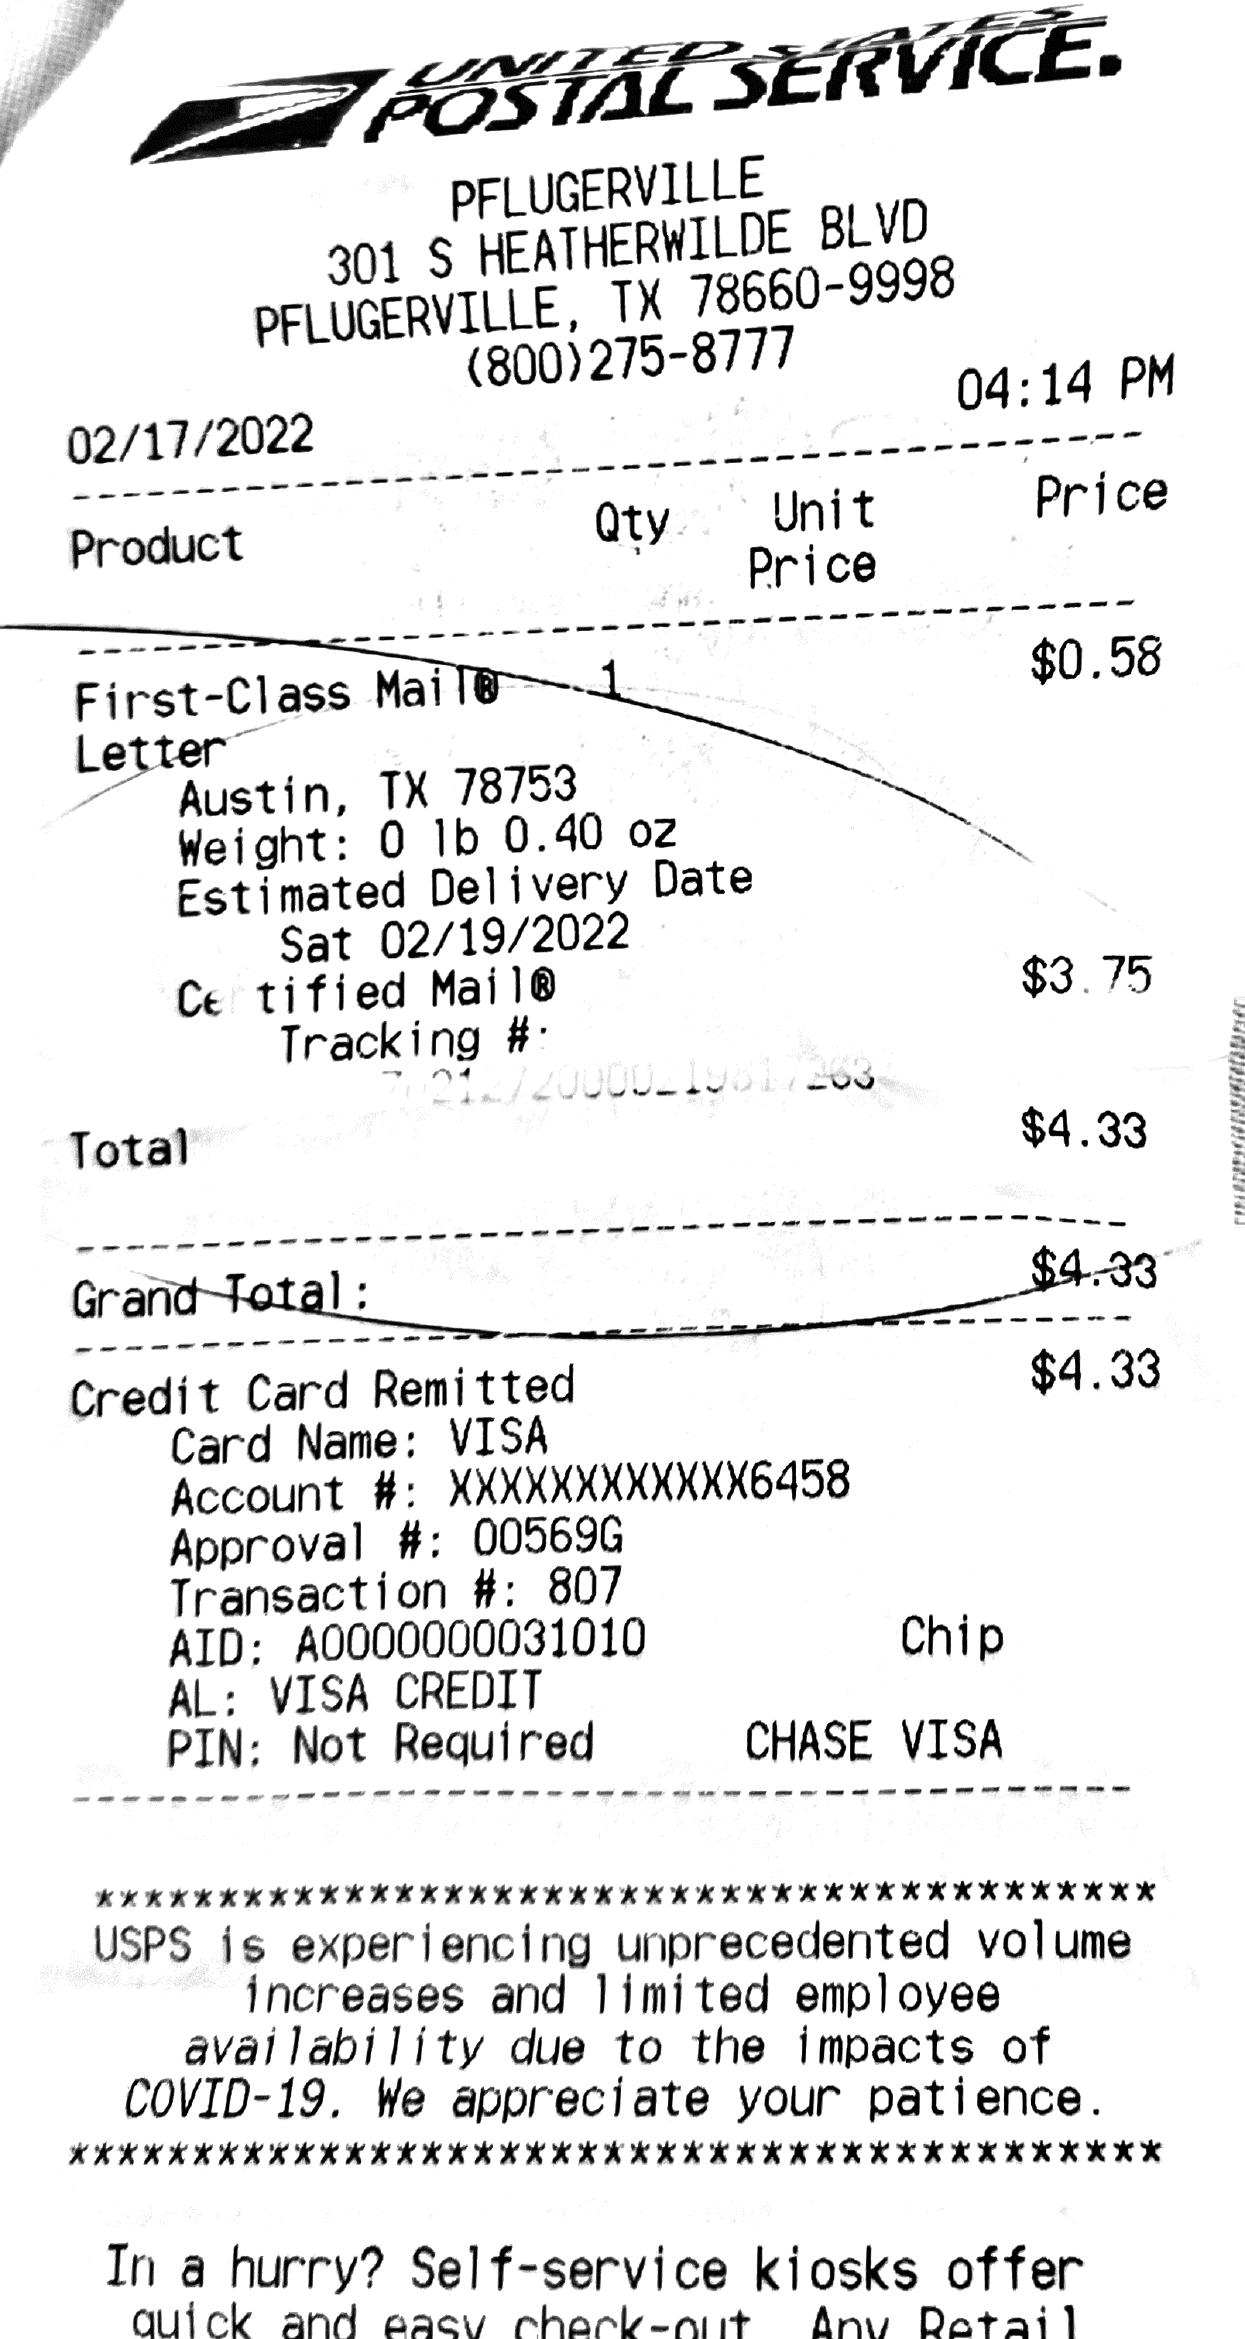 UNITED STATES
POSTAL SERVICE.
PFLUGERVILLE
301 S HEATHERWILDE BLVD
PFLUGERVILLE, TX 78660-9998
(800)275-8777
02/17/2022 04:14 PM
Product Qty Unit Price
Price
First-Class Mail® 1 $0.58
Letter
Austin, TX 78753
Weight: 0 lb 0.40 oz
Estimated Delivery Date
Sat 02/19/2022
Certified Mail® $3.75
Tracking #:
Total $4.33
Grand Total: $4.33
Credit Card Remitted $4.33
Card Name: VISA
Account #: XXXXXXXXXXXX6458
Approval #: 00569G
Transaction #: 807
AID: A0000000031010 Chip
AL: VISA CREDIT
PIN: Not Required CHASE VISA
******************************************
USPS is experiencing unprecedented volume
increases and limited employee
availability due to the impacts of
COVID-19. We appreciate your patience.
*******************************************
In a hurry? Self-service kiosks offer
quick and easy check-out. Any Retail